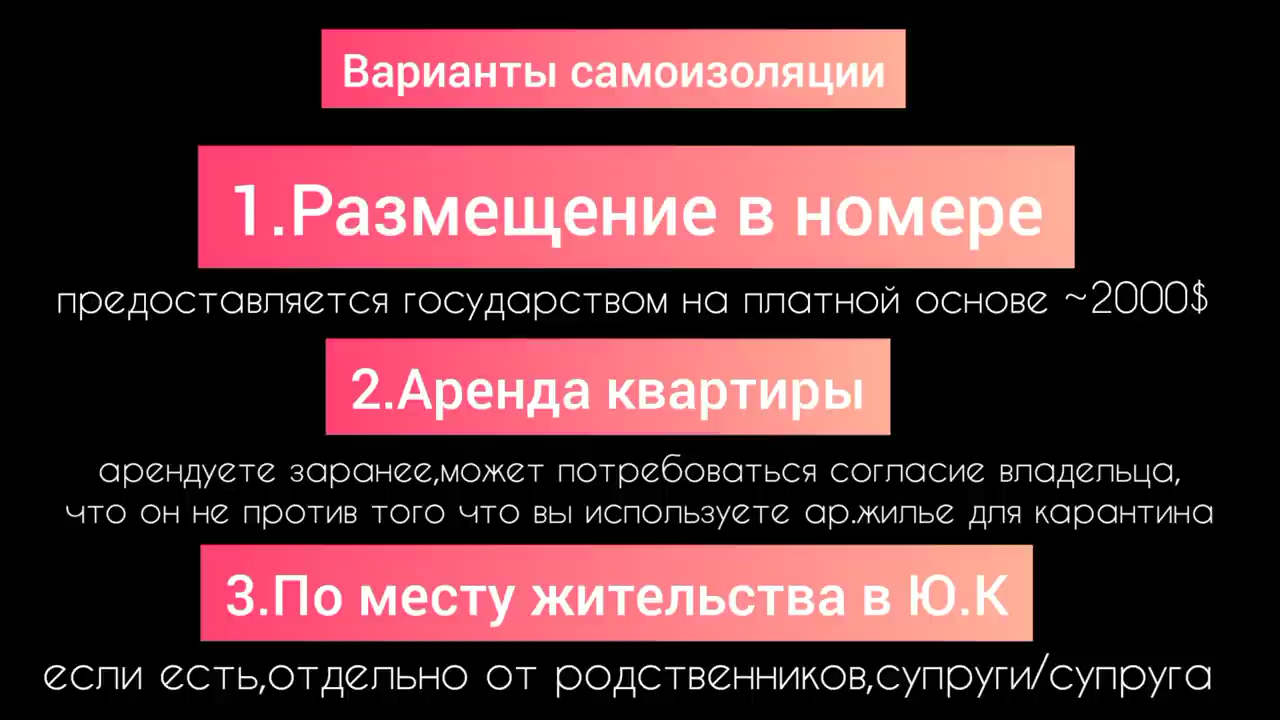 Варианты самоизоляции
1.Размещение в номере
предоставляется государством на платной основе ~2000$
2.Аренда квартиры
арендуете заранее,может потребоваться согласие владельца,
что он не против того что вы используете ар.жилье для карантина
3.По месту жительства в Ю.К
если есть,отдельно от родственников,супруги/супруга